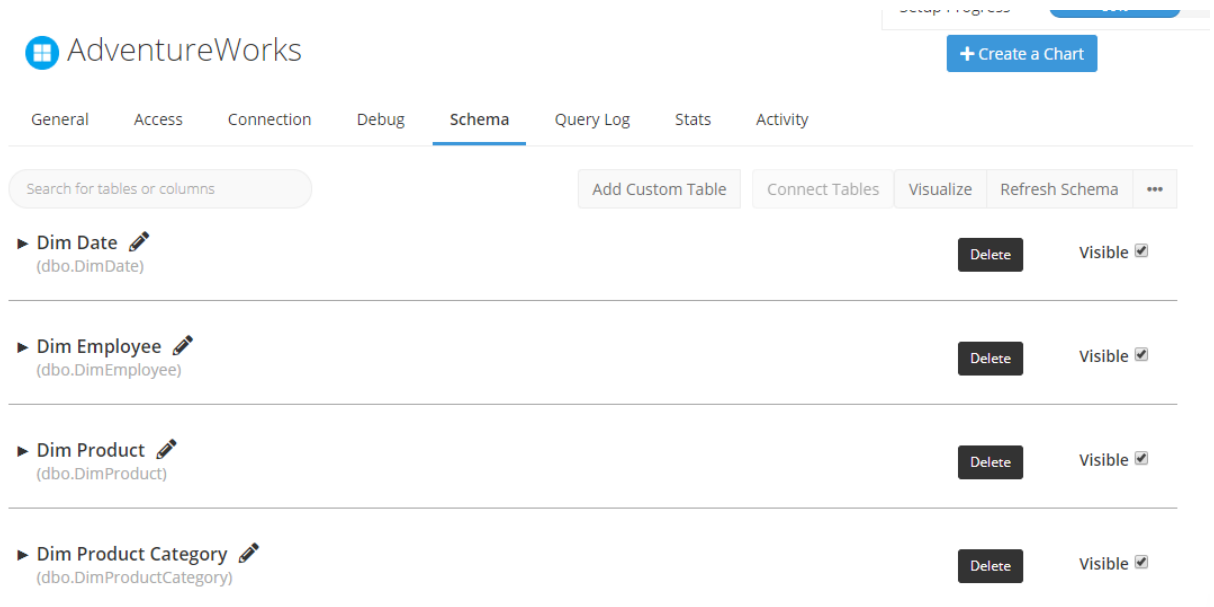 AdventureWorks
+ Create a Chart
General Access Connection Debug Schema Query Log Stats Activity
Search for tables or columns Add Custom Table Connect Tables Visualize Refresh Schema •••
Dim Date Delete Visible
(dbo.DimDate)
Dim Employee Delete Visible
(dbo.DimEmployee)
Dim Product Delete Visible
(dbo.DimProduct)
Dim Product Category Delete Visible
(dbo.DimProductCategory)